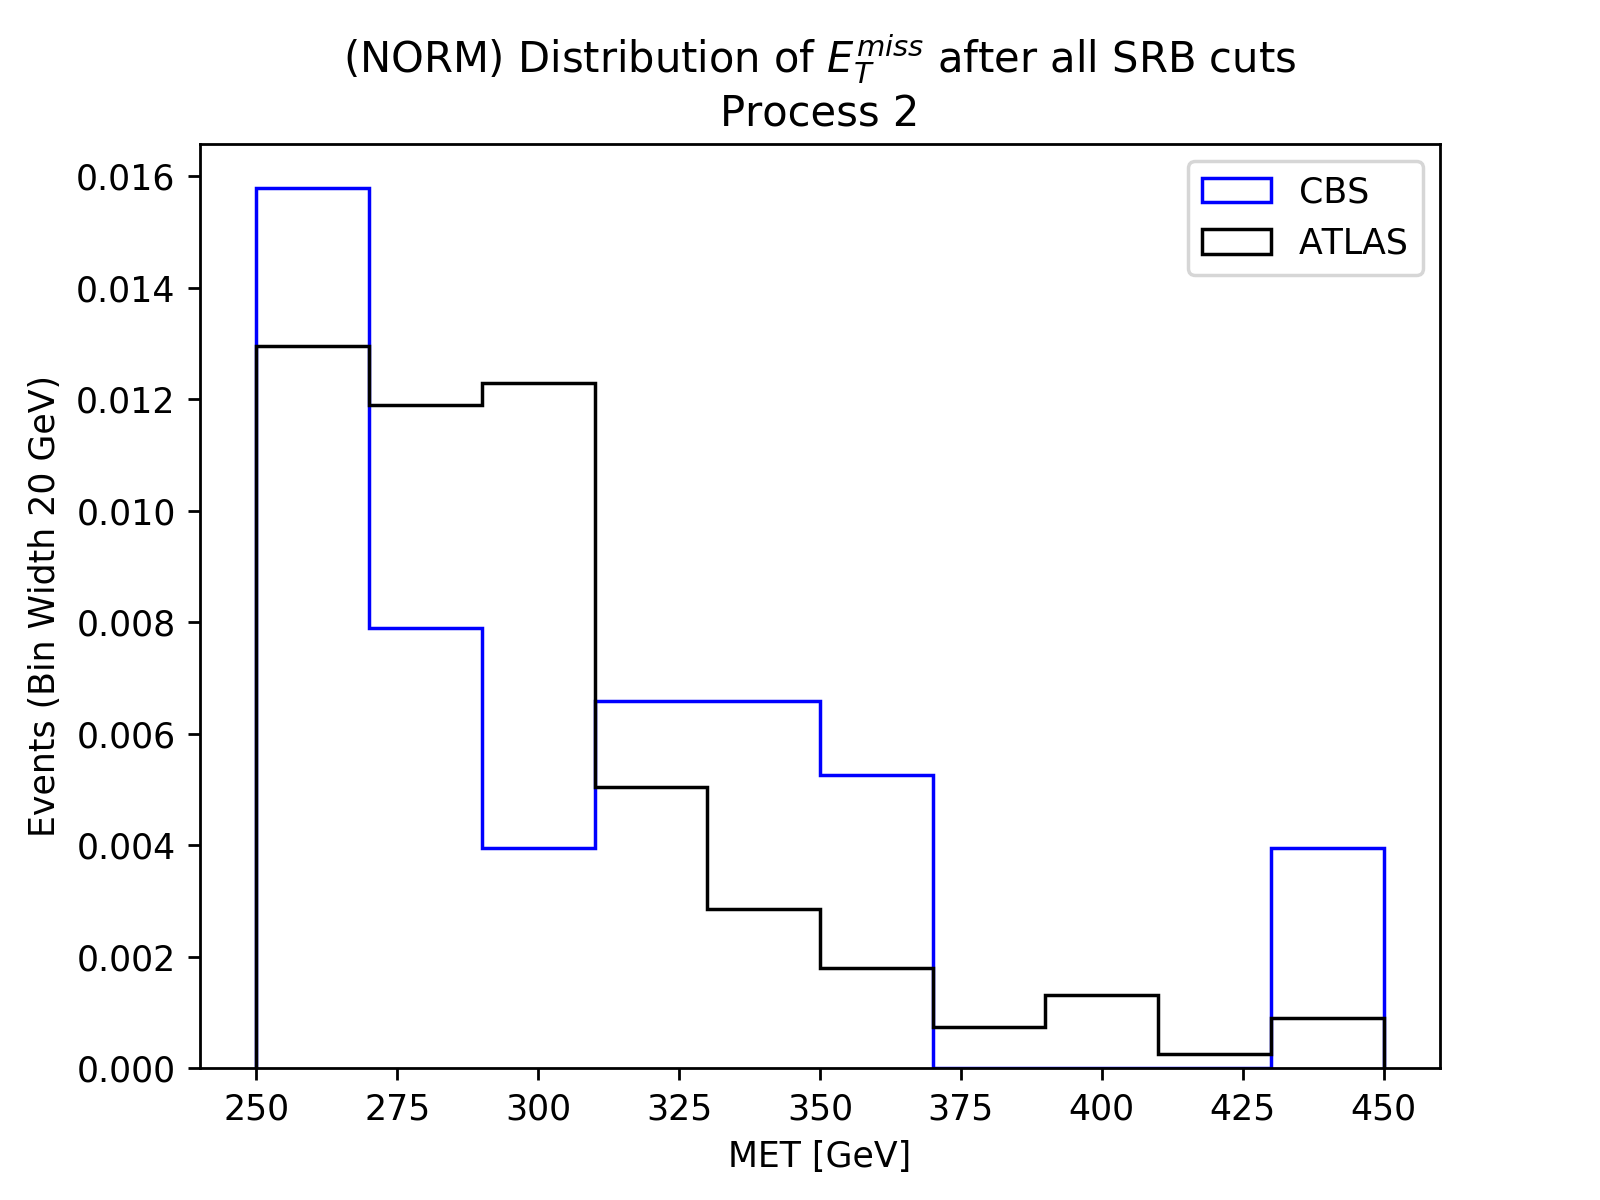 (NORM) Distribution of E_T^miss after all SRB cuts
Process 2
CBS
ATLAS
0.016
0.014
0.012
0.010
0.008
0.006
0.004
0.002
0.000
Events (Bin Width 20 GeV)
250 275 300 325 350 375 400 425 450
MET [GeV]